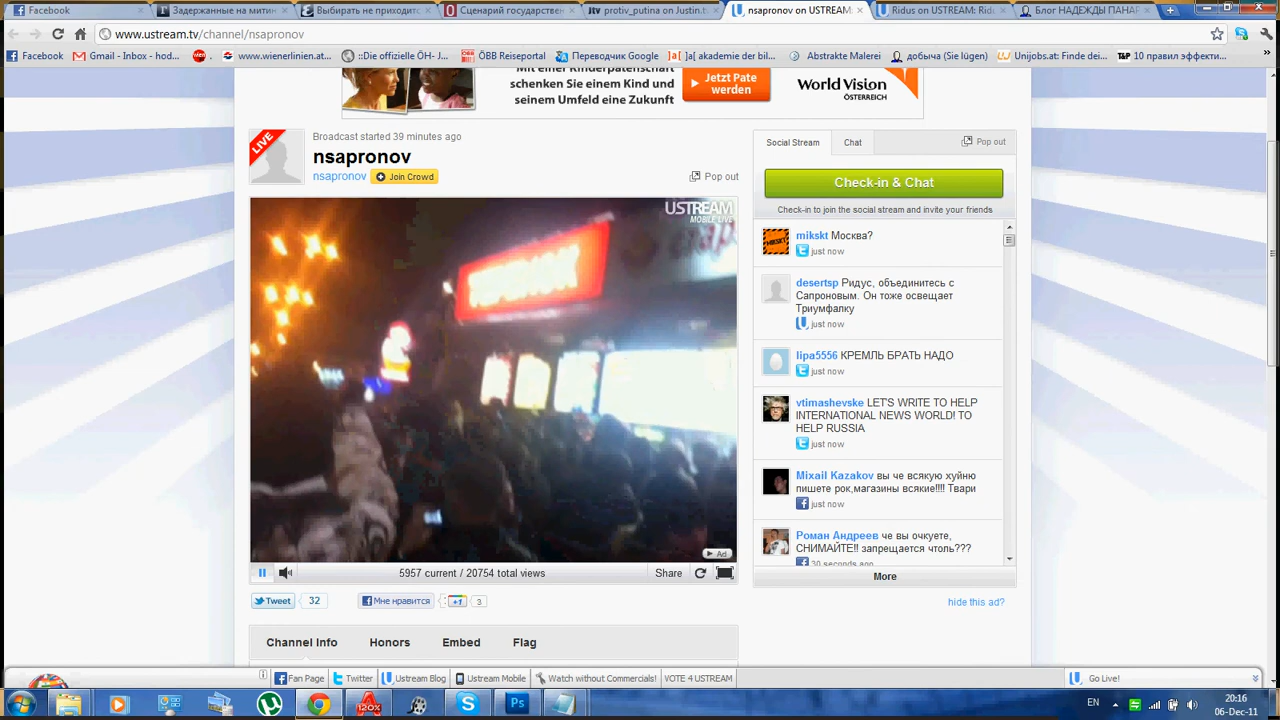 Facebook
Задержанные на митин
Выбирать не приходитс
Сценарий государствен
protiv_putina on Justin.tv
nsapronov on USTREAM:
Ridus on USTREAM: Rido
Блог НАДЕЖДЫ ПАНАР
www.ustream.tv/channel/nsapronov
Facebook
Gmail - Inbox - hod...
www.wienerlinien.at...
::Die offizielle ÖH- J...
ÖBB Reiseportal
Переводчик Google
]a[ akademie der bil...
Abstrakte Malerei
добыча (Sie lügen)
Unijobs.at: Finde de...
10 правил эффекти...
Mit einer Kinderpatenschaft
schenken Sie einem Kind und
seinem Umfeld eine Zukunft
Jetzt Pate
werden
World Vision
ÖSTERREICH
LIVE
Broadcast started 39 minutes ago
nsapronov
nsapronov
Join Crowd
Pop out
USTREAM
MOBILE LIVE
Ad
5957 current / 20754 total views
Share
Tweet
32
Мне нравится
+1
3
Channel Info
Honors
Embed
Flag
Social Stream
Chat
Pop out
Check-in & Chat
Check-in to join the social stream and invite your friends
mikskt Москва?
just now
desertsp Ридус, объединитесь с
Сапроновым. Он тоже освещает
Триумфалку
just now
lipa5556 КРЕМЛЬ БРАТЬ НАДО
just now
vtimashevske LET'S WRITE TO HELP
INTERNATIONAL NEWS WORLD! TO
HELP RUSSIA
just now
Mixail Kazakov вы че всякую хуйню
пишете рок,магазины всякие!!!! Твари
just now
Роман Андреев че вы очкуете,
СНИМАЙТЕ!! запрещается чтоль???
30 seconds ago
More
hide this ad?
Fan Page
Twitter
Ustream Blog
Ustream Mobile
Watch without Commercials!
VOTE 4 USTREAM
Go Live!
EN
20:16
06-Dec-11